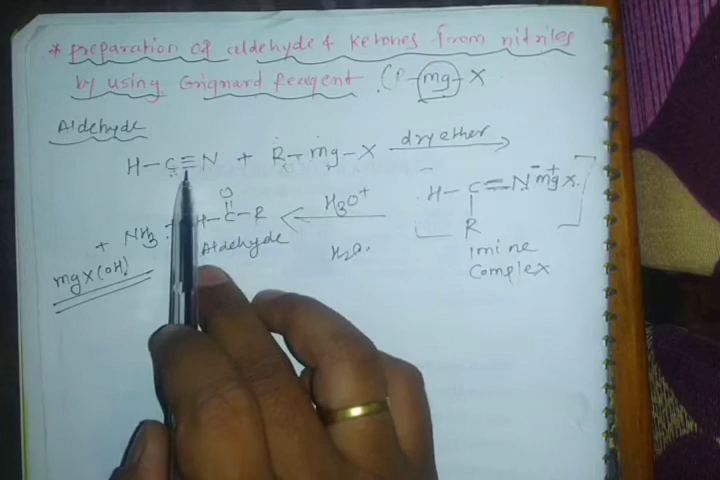 * preparation of aldehyde & ketones from nitriles
by using Grignard Reagent (R-mg-X
Aldehyde
H-C≡N + R-mg-X dry ether
H-C=N⁻mg⁺x.
R
imine
complex
H₃O⁺
H₂O.
O
H-C-R
Aldehyde
+ NH₃ +
mgX(OH)